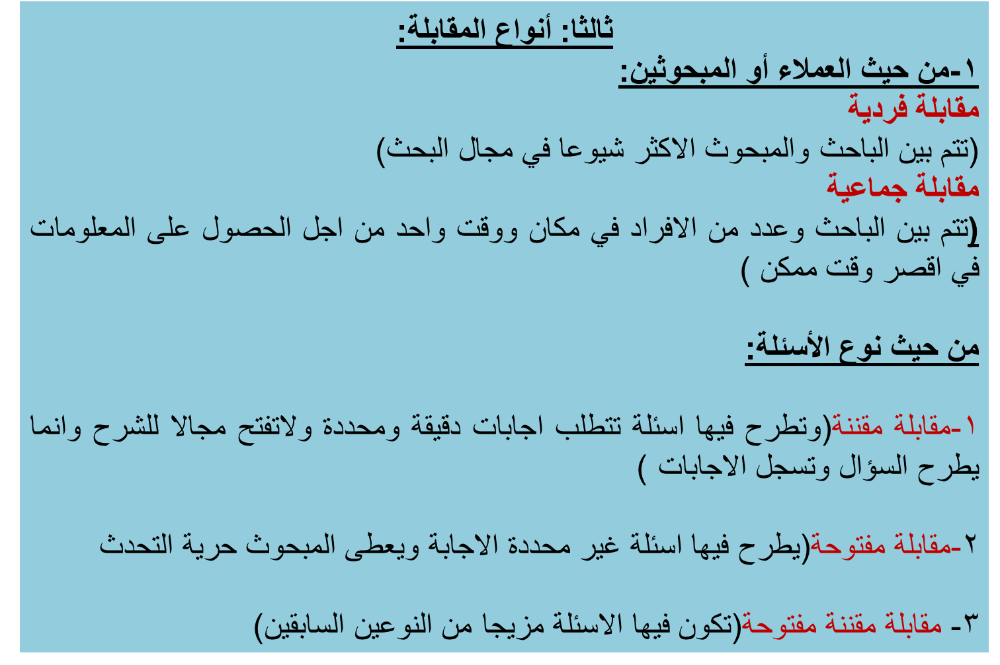 ثالثا: أنواع المقابلة:
١-من حيث العملاء أو المبحوثين:
مقابلة فردية
(تتم بين الباحث والمبحوث الاكثر شيوعا في مجال البحث)
مقابلة جماعية
(تتم بين الباحث وعدد من الافراد في مكان ووقت واحد من اجل الحصول على المعلومات
في اقصر وقت ممكن )
من حيث نوع الأسئلة:
١-مقابلة مقننة(وتطرح فيها اسئلة تتطلب اجابات دقيقة ومحددة ولاتفتح مجالا للشرح وانما
يطرح السؤال وتسجل الاجابات )
٢-مقابلة مفتوحة(يطرح فيها اسئلة غير محددة الاجابة ويعطى المبحوث حرية التحدث
٣- مقابلة مقننة مفتوحة(تكون فيها الاسئلة مزيجا من النوعين السابقين)